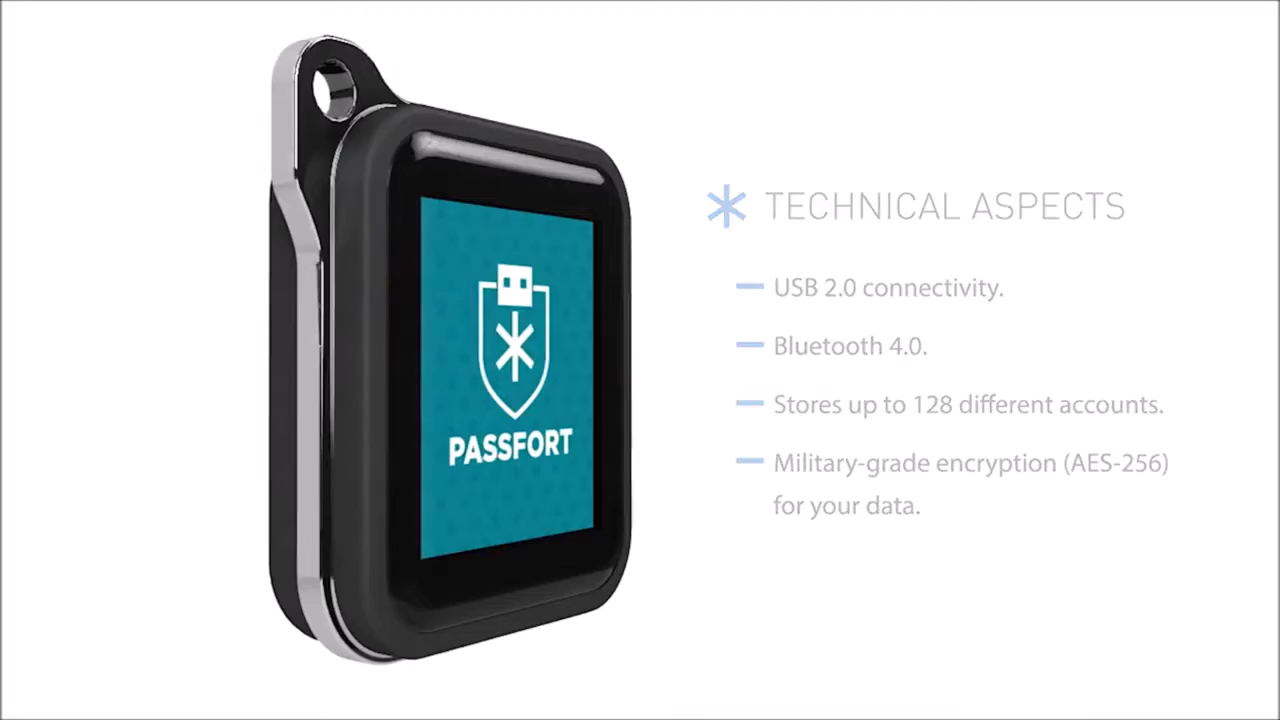 TECHNICAL ASPECTS
USB 2.0 connectivity.
Bluetooth 4.0.
Stores up to 128 different accounts.
Military-grade encryption (AES-256)
for your data.
PASSFORT